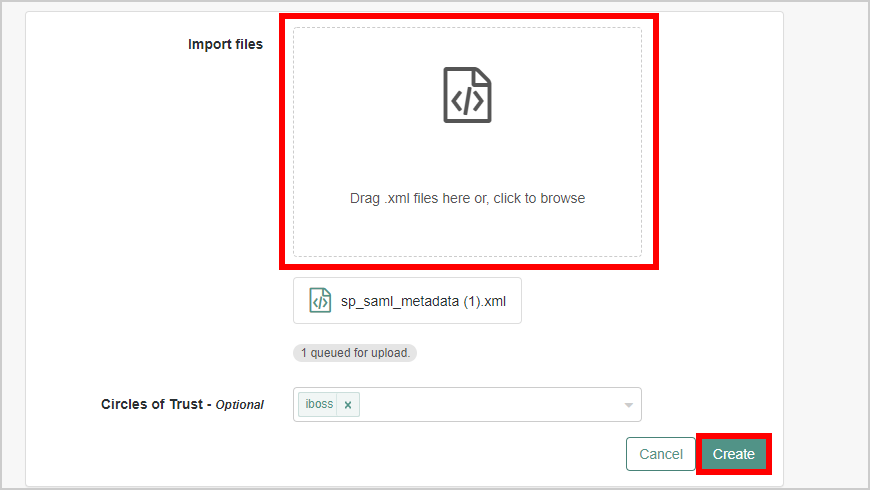 Import files
Drag .xml files here or, click to browse
sp_saml_metadata (1).xml
1 queued for upload.
Circles of Trust - Optional
iboss ×
Cancel
Create